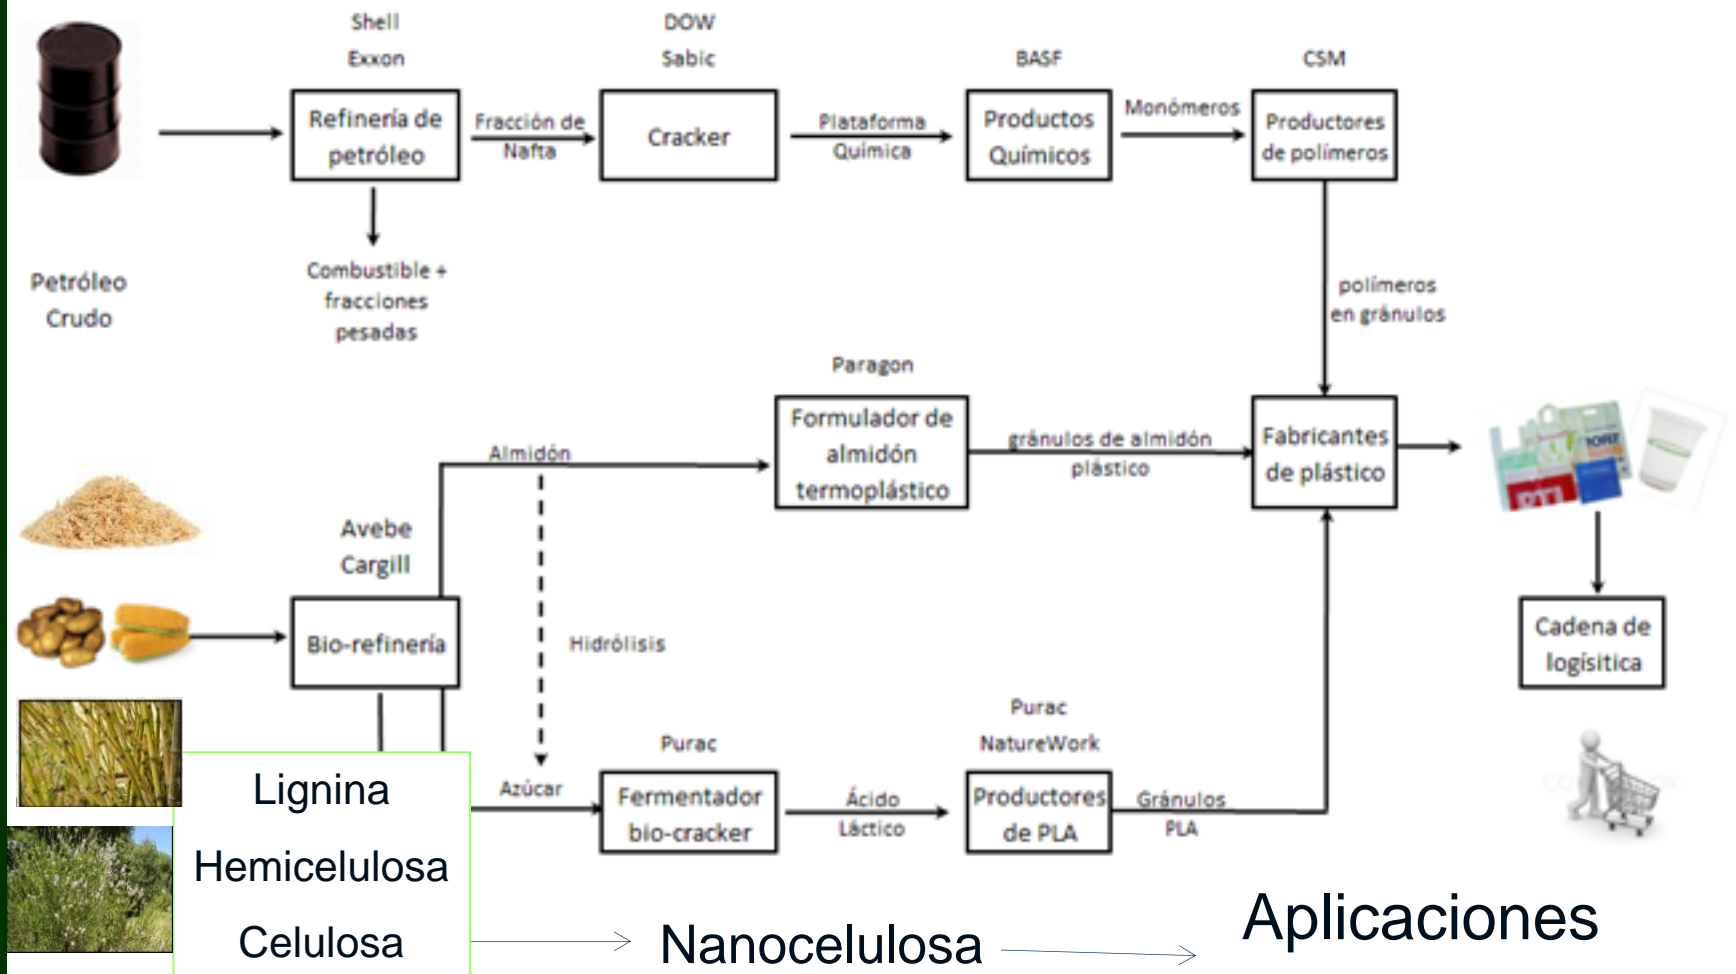 Shell
Exxon
DOW
Sabic
BASF
CSM
Refinería de
petróleo
Fracción de
Nafta
Cracker
Plataforma
Química
Productos
Químicos
Monómeros
Productores
de polímeros
Petróleo
Crudo
Combustible +
fracciones
pesadas
polímeros
en gránulos
Paragon
Almidón
Formulador de
almidón
termoplástico
gránulos de almidón
plástico
Fabricantes
de plástico
Avebe
Cargill
Bio-refinería
Hidrólisis
Cadena de
logísitica
Purac
Purac
NatureWork
Azúcar
Fermentador
bio-cracker
Ácido
Láctico
Productores
de PLA
Gránulos
PLA
Lignina
Hemicelulosa
Celulosa
Nanocelulosa
Aplicaciones